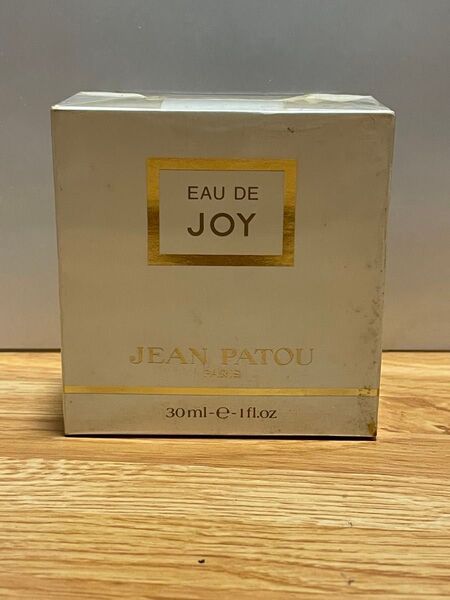 EAU DE
JOY
JEAN PATOU
PARIS
30ml-e-1fl.oz